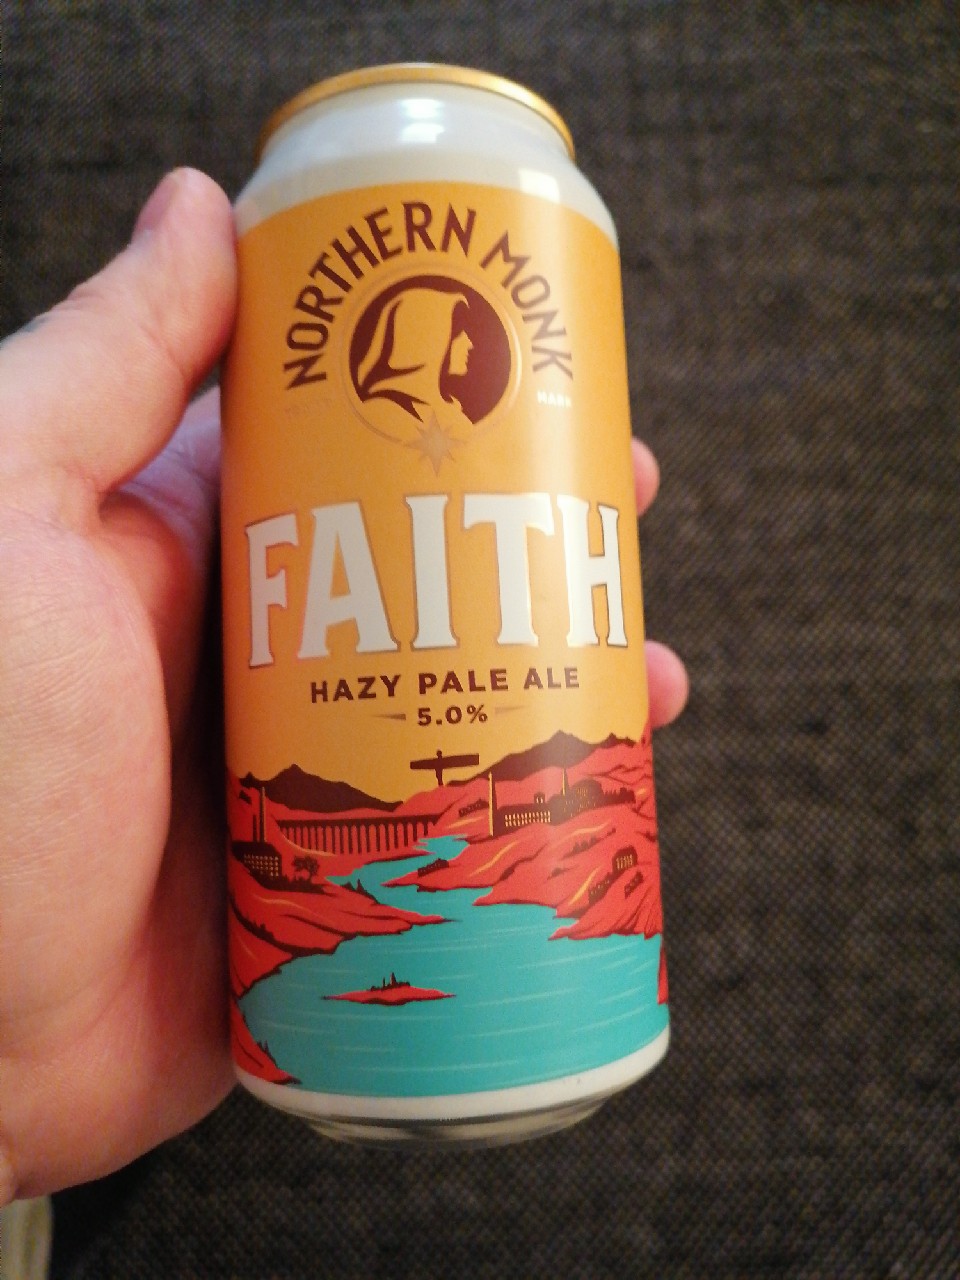 NORTHERN MONK
MARK
FAITH
HAZY PALE ALE
5.0%